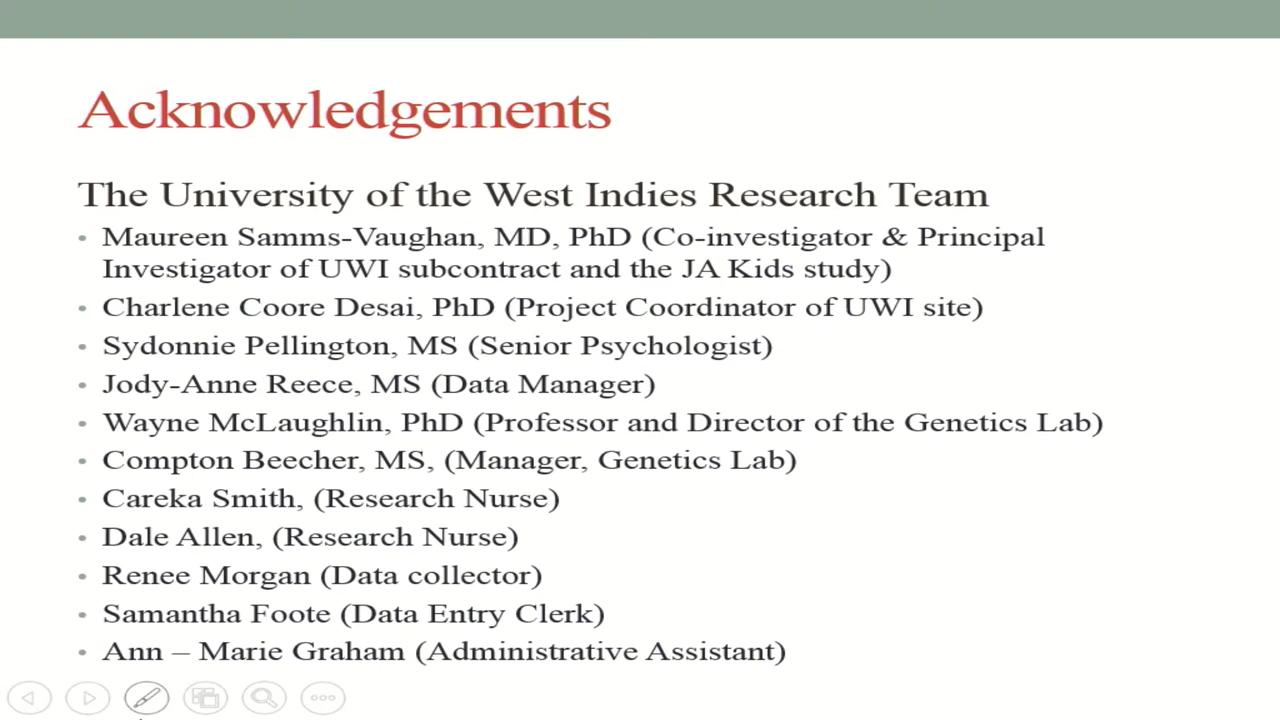 Acknowledgements
The University of the West Indies Research Team
• Maureen Samms-Vaughan, MD, PhD (Co-investigator & Principal
Investigator of UWI subcontract and the JA Kids study)
• Charlene Coore Desai, PhD (Project Coordinator of UWI site)
• Sydonnie Pellington, MS (Senior Psychologist)
• Jody-Anne Reece, MS (Data Manager)
• Wayne McLaughlin, PhD (Professor and Director of the Genetics Lab)
• Compton Beecher, MS, (Manager, Genetics Lab)
• Careka Smith, (Research Nurse)
• Dale Allen, (Research Nurse)
• Renee Morgan (Data collector)
• Samantha Foote (Data Entry Clerk)
• Ann – Marie Graham (Administrative Assistant)